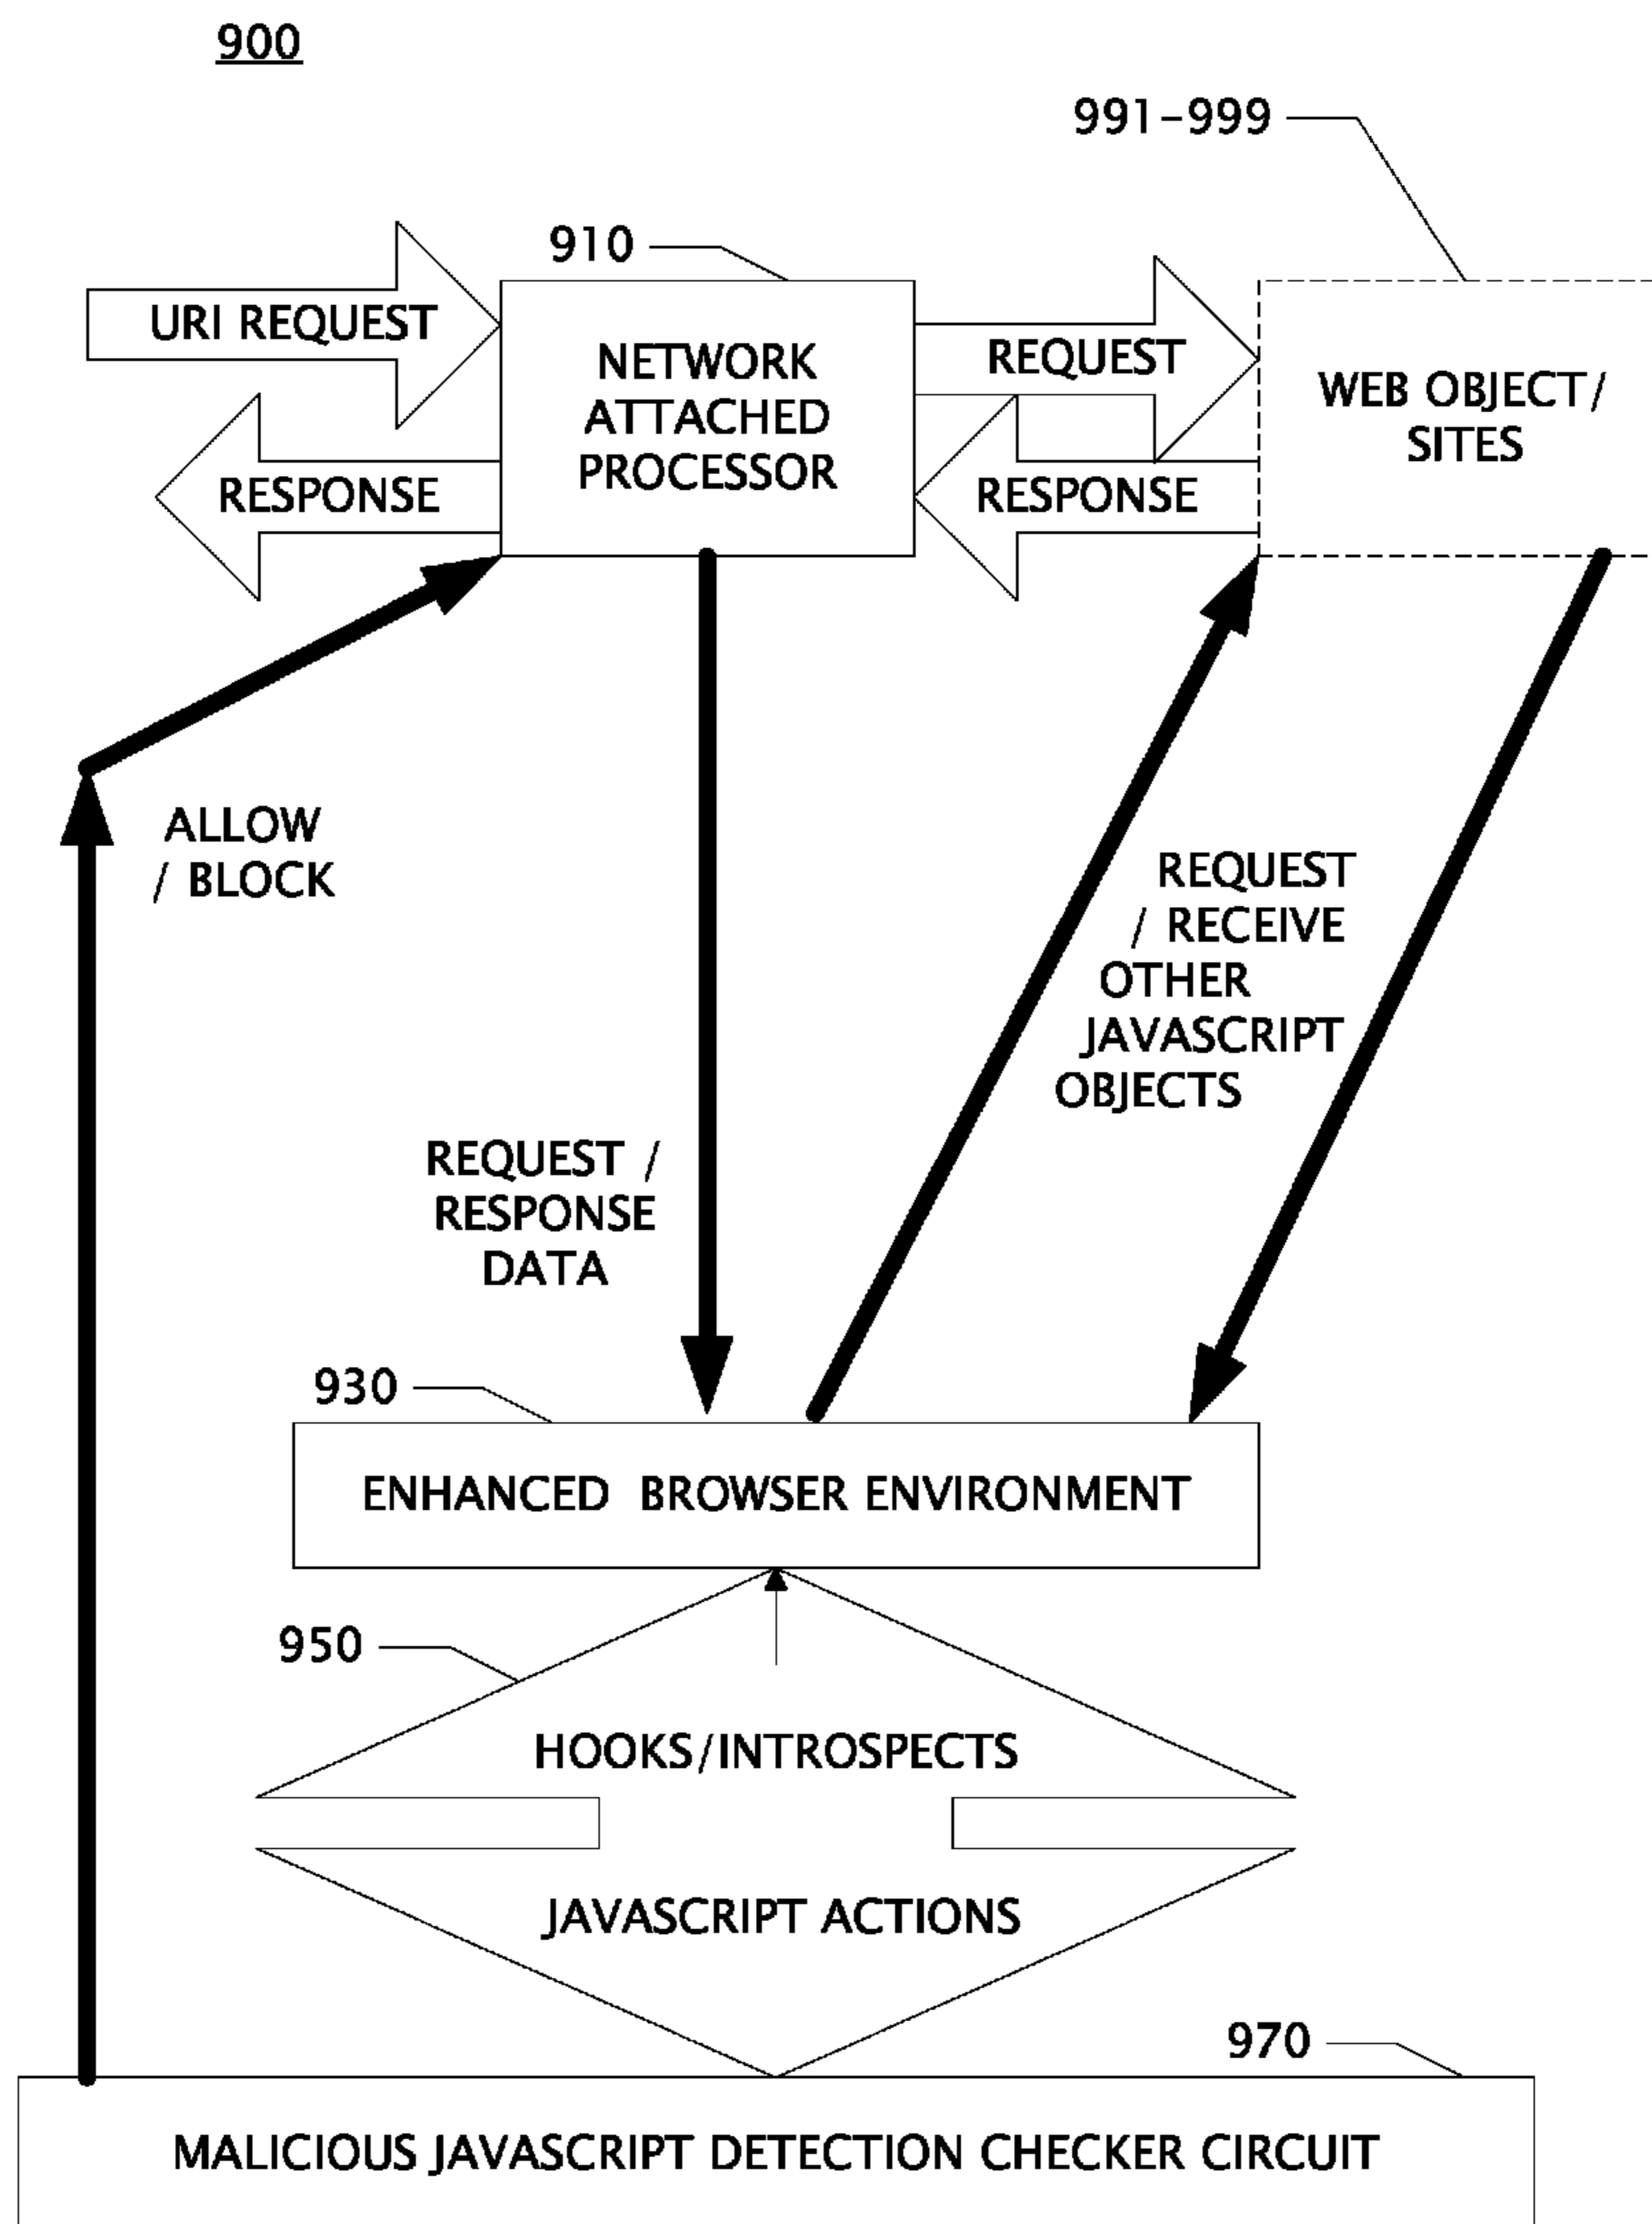 900
991-999
910
URI REQUEST
NETWORK
ATTACHED
PROCESSOR
REQUEST
WEB OBJECT/
SITES
RESPONSE
RESPONSE
ALLOW
/ BLOCK
REQUEST
/ RECEIVE
OTHER
JAVASCRIPT
OBJECTS
REQUEST /
RESPONSE
DATA
930
ENHANCED BROWSER ENVIRONMENT
950
HOOKS/INTROSPECTS
JAVASCRIPT ACTIONS
970
MALICIOUS JAVASCRIPT DETECTION CHECKER CIRCUIT